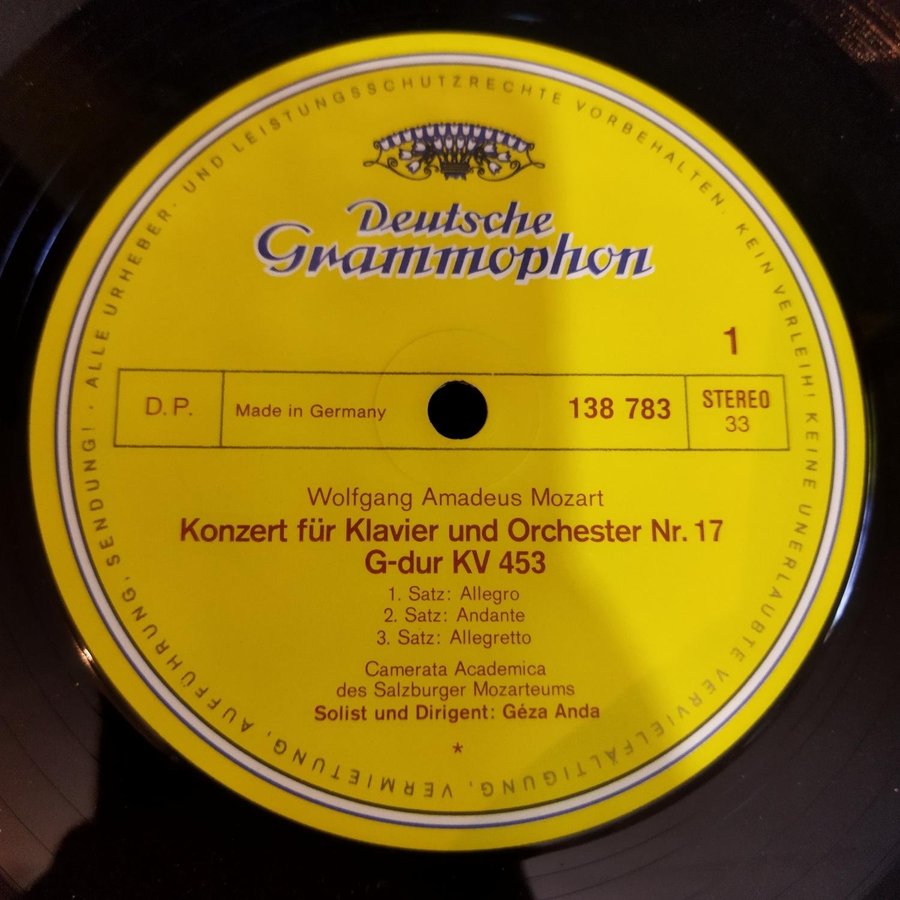 ALLE URHEBER- UND LEISTUNGSSCHUTZRECHTE VORBEHALTEN. KEIN VERLEIH! KEINE UNERLAUBTE VERVIELFÄLTIGUNG, VERMIETUNG, AUFFÜHRUNG, SENDUNG!
Deutsche
Grammophon
1
D.P.
Made in Germany
138 783
STEREO
33
Wolfgang Amadeus Mozart
Konzert für Klavier und Orchester Nr. 17
G-dur KV 453
1. Satz: Allegro
2. Satz: Andante
3. Satz: Allegretto
Camerata Academica
des Salzburger Mozarteums
Solist und Dirigent: Géza Anda
*